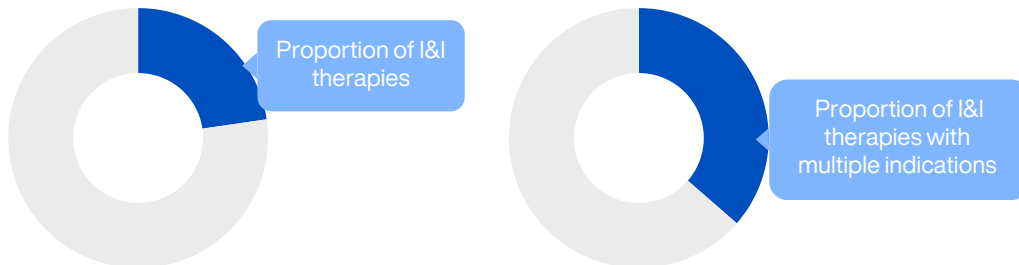 Proportion of I&I
therapies
Proportion of I&I
therapies with
multiple indications